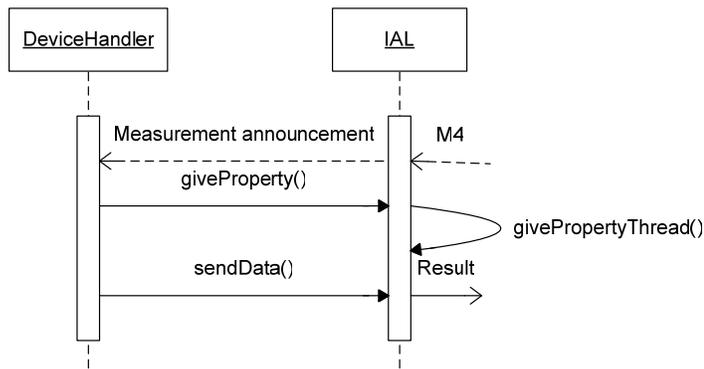 DeviceHandler
IAL
Measurement announcement
M4
giveProperty()
givePropertyThread()
sendData()
Result